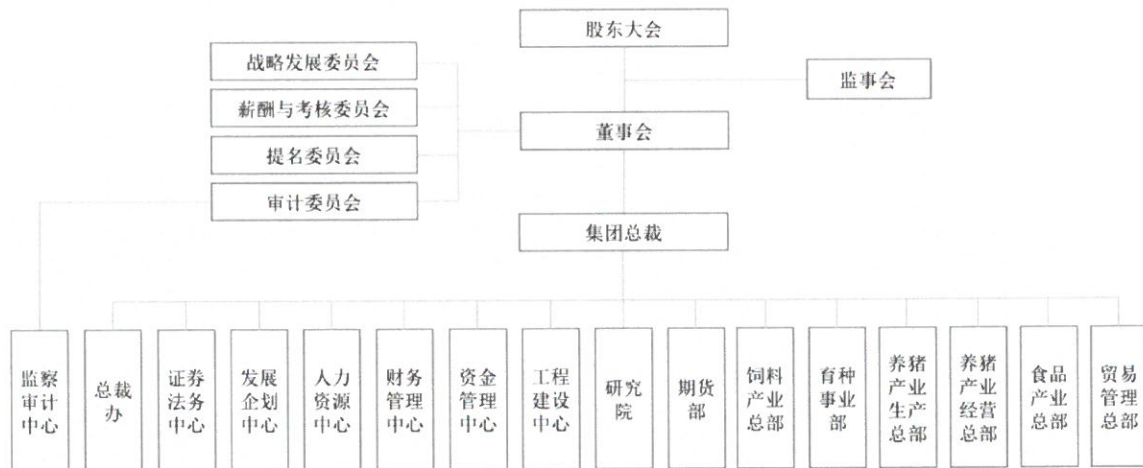 股东大会
战略发展委员会
监事会
薪酬与考核委员会
董事会
提名委员会
审计委员会
集团总裁
监察
审计
中心
总裁
办
证券
法务
中心
发展
企划
中心
人力
资源
中心
财务
管理
中心
资金
管理
中心
工程
建设
中心
研究
院
期货
部
饲料
产业
总部
育种
事业
部
养猪
产业
生产
总部
养猪
产业
经营
总部
食品
产业
总部
贸易
管理
总部